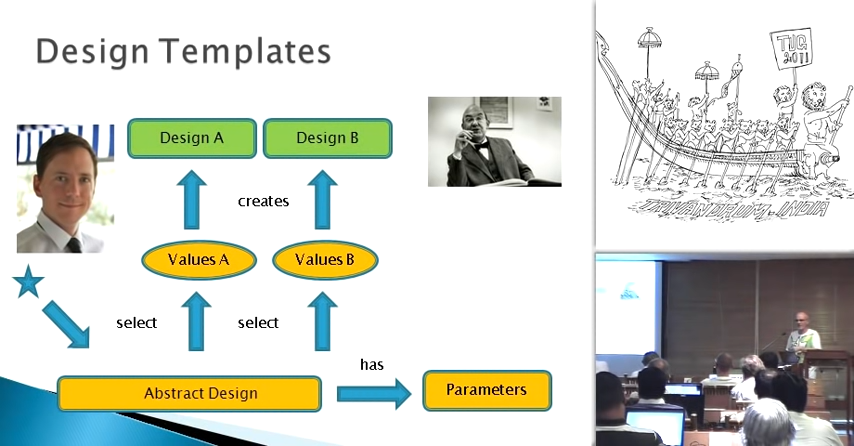 Design Templates
Design A
Design B
creates
Values A
Values B
select
select
has
Abstract Design
Parameters
TUG
2011
TRIVANDRUM-INDIA